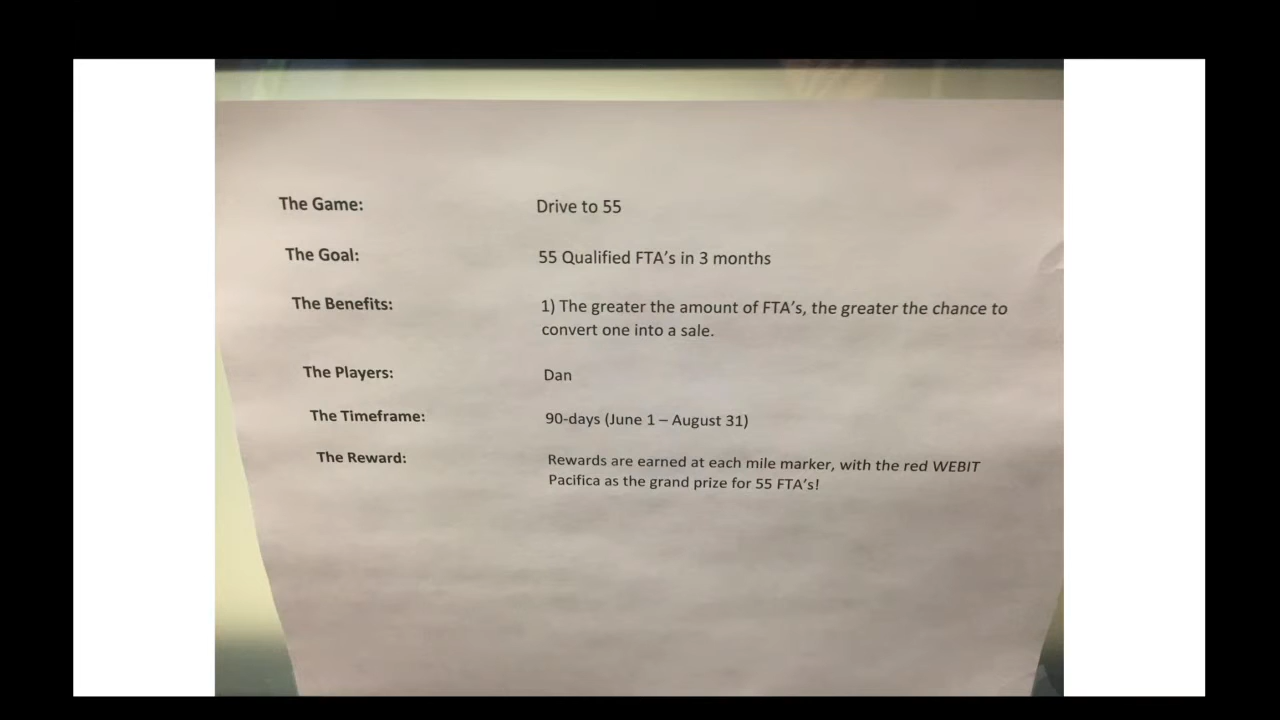 The Game: Drive to 55
The Goal: 55 Qualified FTA's in 3 months
The Benefits: 1) The greater the amount of FTA's, the greater the chance to
convert one into a sale.
The Players: Dan
The Timeframe: 90-days (June 1 – August 31)
The Reward: Rewards are earned at each mile marker, with the red WEBIT
Pacifica as the grand prize for 55 FTA's!